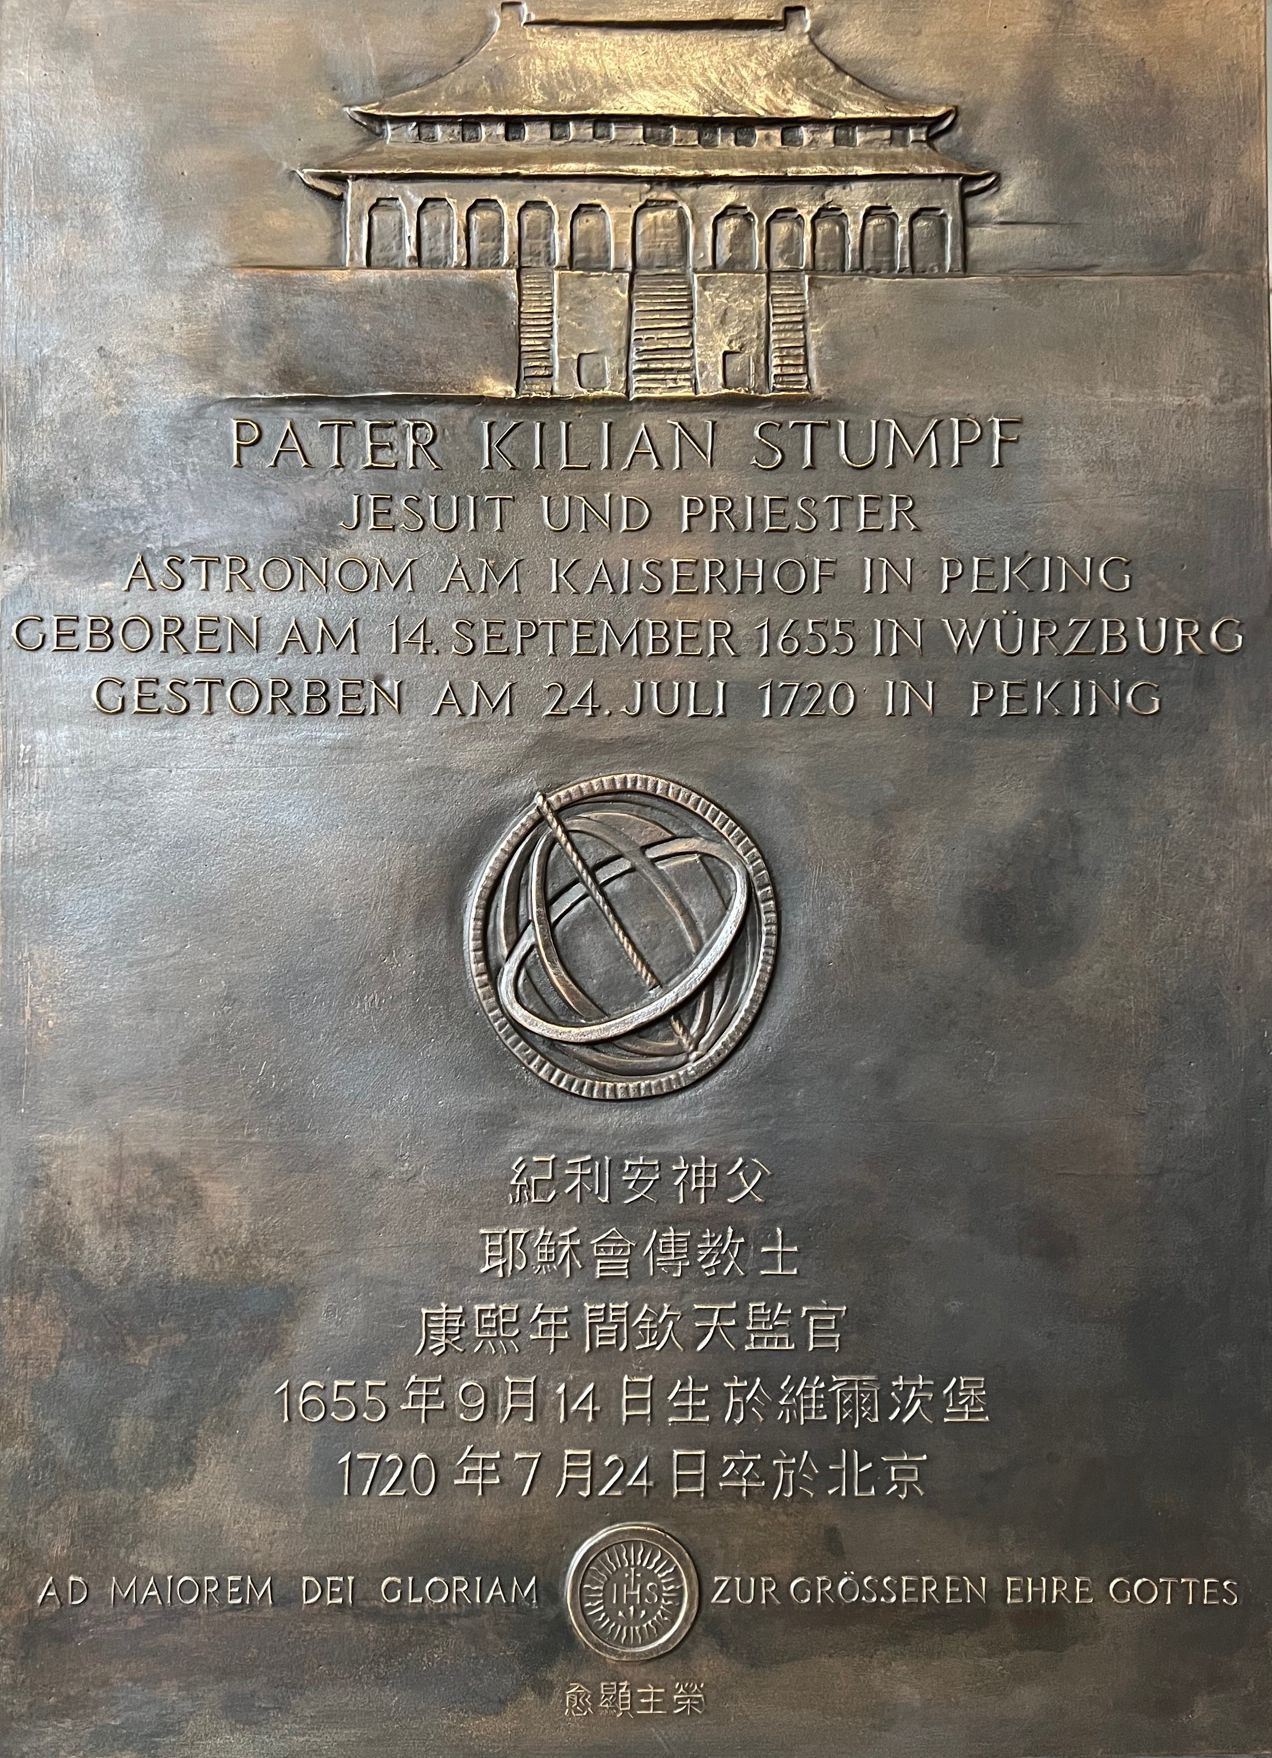 PATER KILIAN STUMPF
JESUIT UND PRIESTER
ASTRONOM AM KAISERHOF IN PEKING
GEBOREN AM 14. SEPTEMBER 1655 IN WÜRZBURG
GESTORBEN AM 24. JULI 1720 IN PEKING
紀利安神父
耶穌會傳教士
康熙年間欽天監官
1655年9月14日生於維爾茨堡
1720年7月24日卒於北京
AD MAIOREM DEI GLORIAM IHS ZUR GRÖSSEREN EHRE GOTTES
愈顯主榮